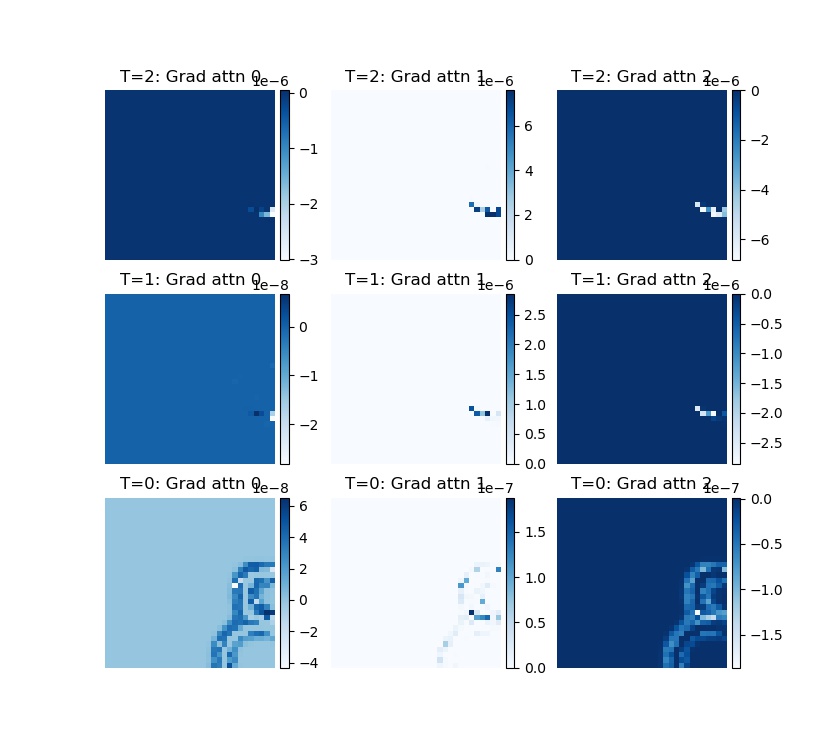 T=2: Grad attn 0 1e−6 T=2: Grad attn 1 1e−6 T=2: Grad attn 2 1e−6
0 −1 −2 −3
6 4 2 0
0 −2 −4 −6
T=1: Grad attn 0 1e−8 T=1: Grad attn 1 1e−6 T=1: Grad attn 2 1e−6
0 −1 −2
2.5 2.0 1.5 1.0 0.5 0.0
0.0 −0.5 −1.0 −1.5 −2.0 −2.5
T=0: Grad attn 0 1e−8 T=0: Grad attn 1 1e−7 T=0: Grad attn 2 1e−7
6 4 2 0 −2 −4
1.5 1.0 0.5 0.0
0.0 −0.5 −1.0 −1.5